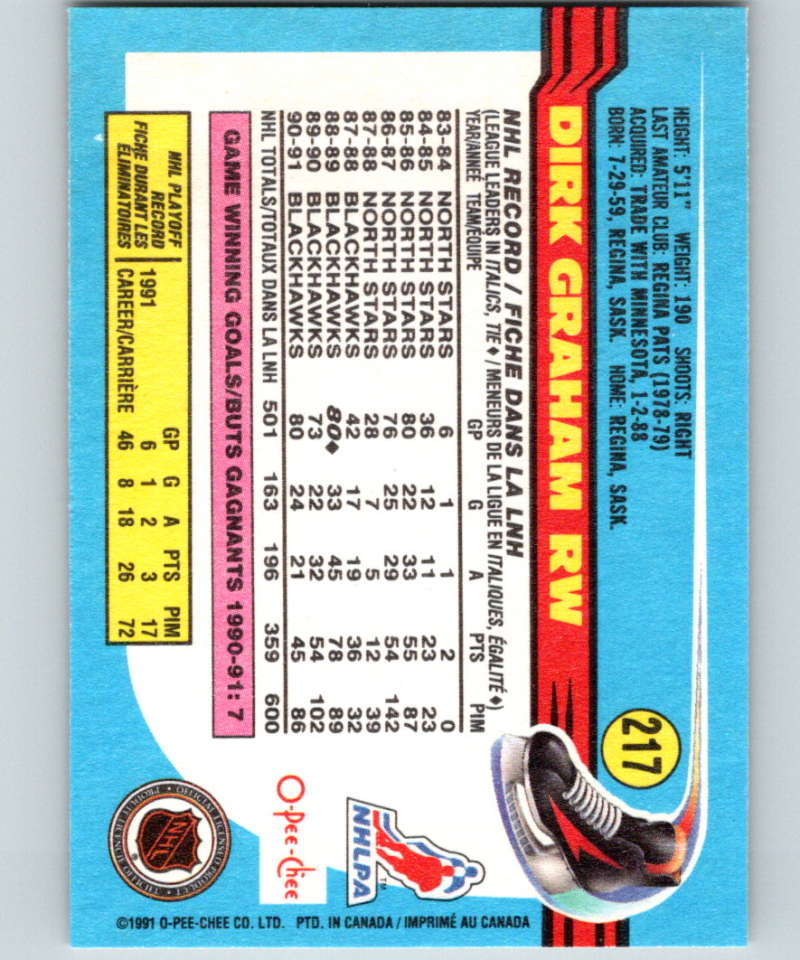 217
HEIGHT: 5'11" WEIGHT: 190 SHOOTS: RIGHT
LAST AMATEUR CLUB: REGINA PATS (1978-79)
ACQUIRED: TRADE WITH MINNESOTA, 1-2-88
BORN: 7-29-59, REGINA, SASK. HOME: REGINA, SASK.
DIRK GRAHAM RW
NHL RECORD / FICHE DANS LA LNH
(LEAGUE LEADERS IN ITALICS, TIE ♦ / MENEURS DE LA LIGUE EN ITALIQUES, ÉGALITÉ ♦)
YEAR/ANNÉE TEAM/ÉQUIPE GP G A PTS PIM
83-84 NORTH STARS 6 1 1 2 0
84-85 NORTH STARS 36 12 11 23 23
85-86 NORTH STARS 80 22 33 55 87
86-87 NORTH STARS 76 25 29 54 142
87-88 NORTH STARS 28 7 5 12 39
87-88 BLACKHAWKS 42 17 19 36 32
88-89 BLACKHAWKS 80♦ 33 45 78 89
89-90 BLACKHAWKS 73 22 32 54 102
90-91 BLACKHAWKS 80 24 21 45 86
NHL TOTALS/TOTAUX DANS LA LNH 501 163 196 359 600
GAME WINNING GOALS/BUTS GAGNANTS 1990-91: 7
NHL PLAYOFF
RECORD
FICHE DURANT LES
ÉLIMINATOIRES
GP G A PTS PIM
1991 6 1 2 3 17
CAREER/CARRIÈRE 46 8 18 26 72
NHLPA
TM
O-Pee-Chee
OFFICIAL LICENSED PRODUCT • PRODUIT LICENCIÉ OFFICIEL •
NHL
®
©1991 O-PEE-CHEE CO. LTD. PTD. IN CANADA / IMPRIMÉ AU CANADA